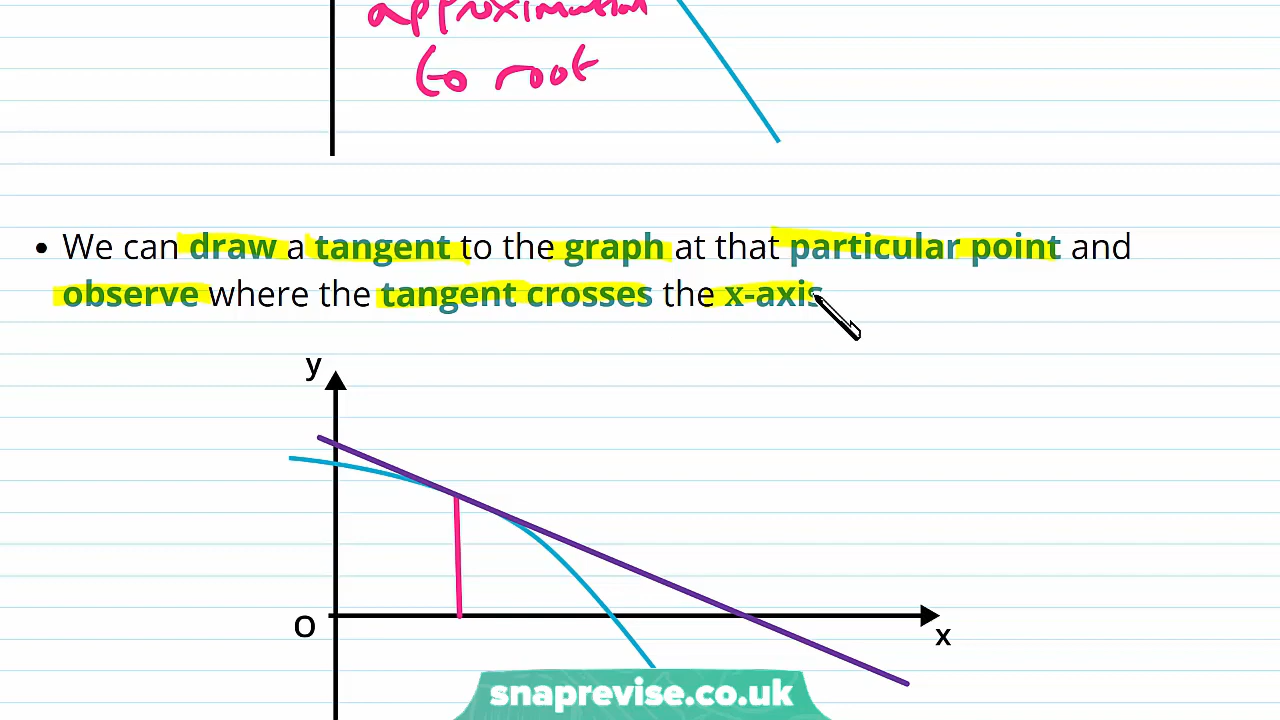 approximation
to root
• We can draw a tangent to the graph at that particular point and
observe where the tangent crosses the x-axis
y
O
x
snaprevise.co.uk